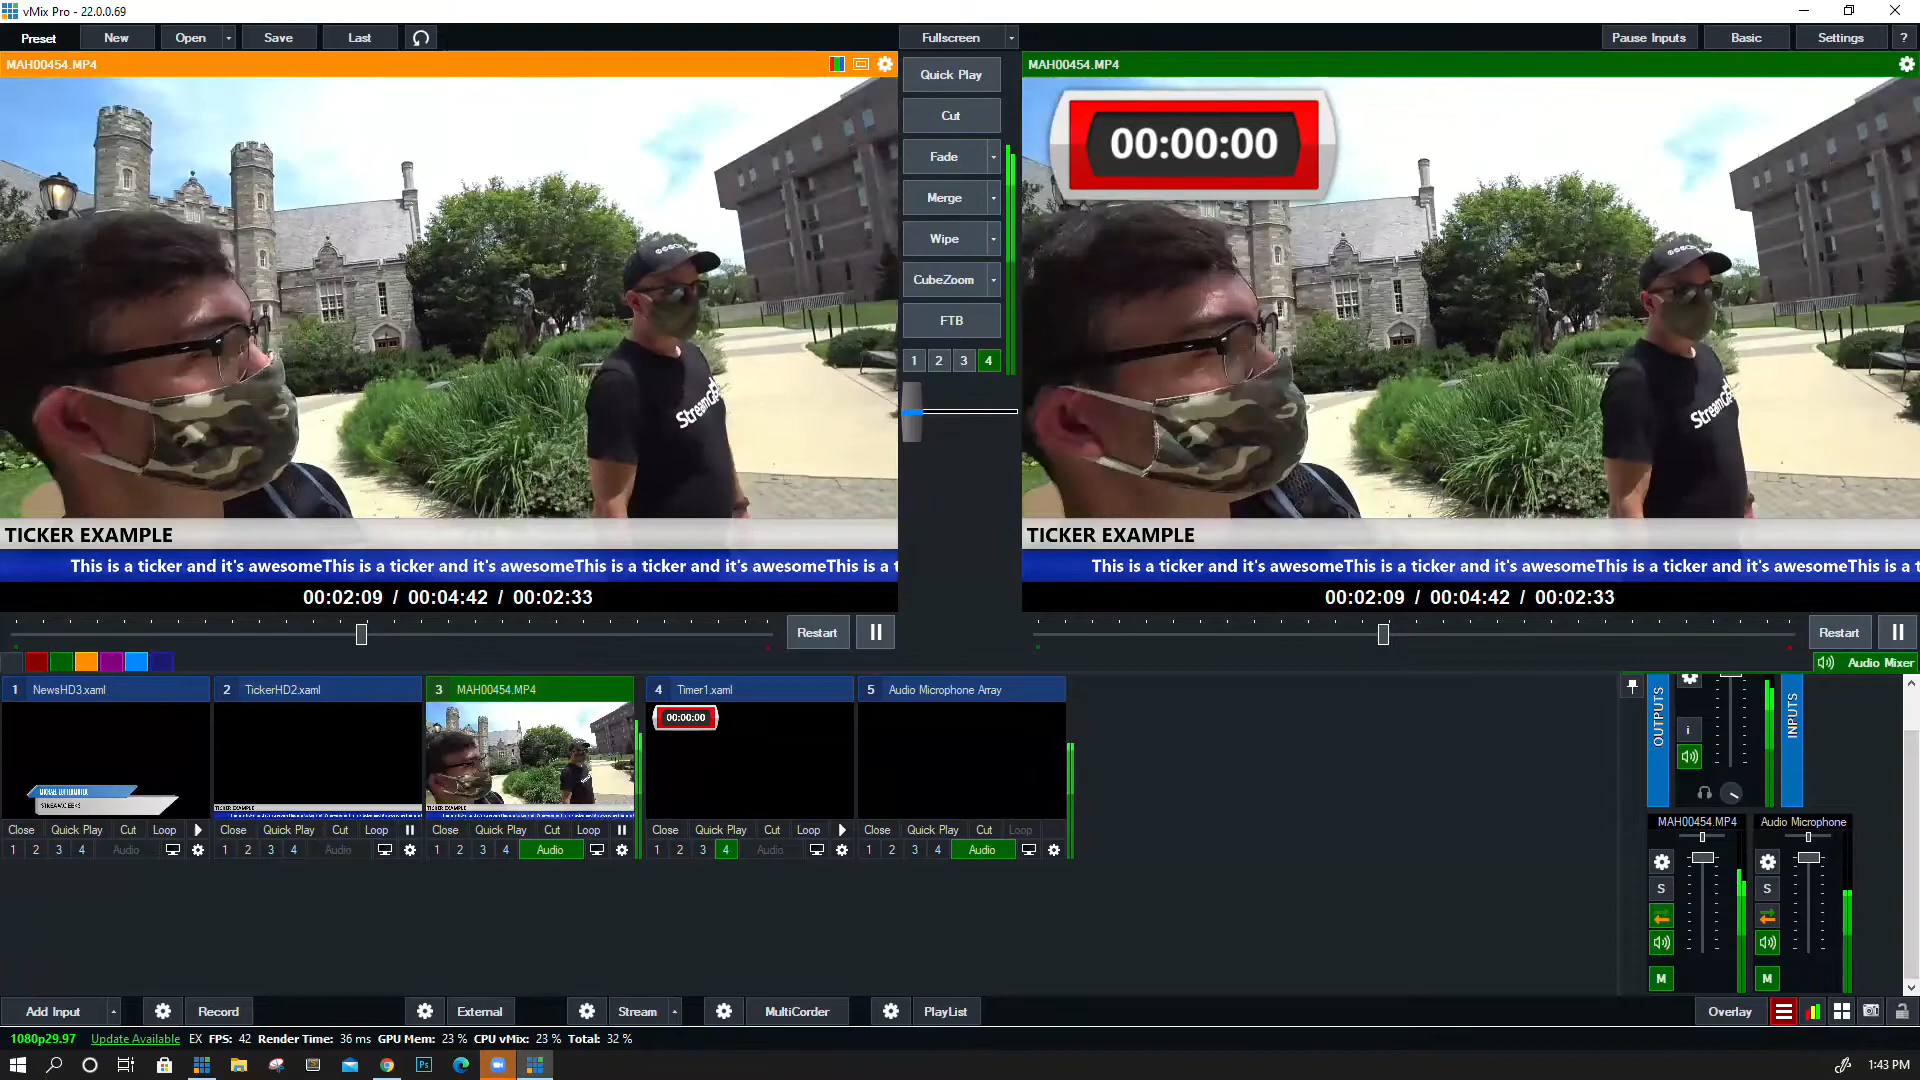 vMix Pro - 22.0.0.69
Preset New Open Save Last Fullscreen Pause Inputs Basic Settings ?
MAH00454.MP4
MAH00454.MP4
Quick Play
Cut
Fade
Merge
Wipe
CubeZoom
FTB
1 2 3 4
00:00:00
TICKER EXAMPLE
This is a ticker and it's awesomeThis is a ticker and it's awesomeThis is a ticker and it's awesomeThis is a t
00:02:09 / 00:04:42 / 00:02:33
Restart
TICKER EXAMPLE
This is a ticker and it's awesomeThis is a ticker and it's awesomeThis is a ticker and it's awesomeThis is a t
00:02:09 / 00:04:42 / 00:02:33
Restart
Audio Mixer
1 NewsHD3.xaml
STREAMGEEKS
Close Quick Play Cut Loop
1 2 3 4 Audio
2 TickerHD2.xaml
TICKER EXAMPLE
Close Quick Play Cut Loop
1 2 3 4 Audio
3 MAH00454.MP4
TICKER EXAMPLE
Close Quick Play Cut Loop
1 2 3 4 Audio
4 Timer1.xaml
00:00:00
Close Quick Play Cut Loop
1 2 3 4 Audio
5 Audio Microphone Array
Close Quick Play Cut Loop
1 2 3 4 Audio
OUTPUTS
i
INPUTS
MAH00454.MP4 Audio Microphone
S S
M M
Add Input Record External Stream MultiCorder PlayList Overlay
1080p29.97 Update Available EX FPS: 42 Render Time: 36 ms GPU Mem: 23 % CPU vMix: 23 % Total: 32 %
Ps
1:43 PM